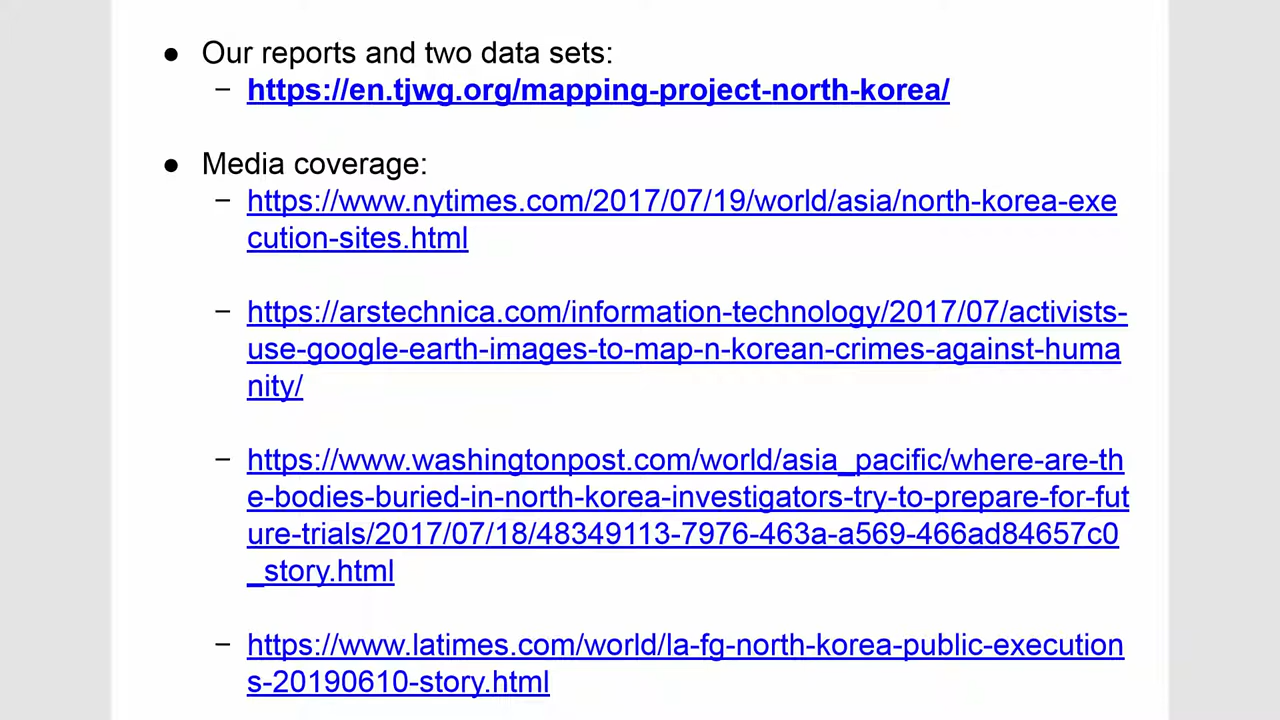 ● Our reports and two data sets:
– https://en.tjwg.org/mapping-project-north-korea/
● Media coverage:
– https://www.nytimes.com/2017/07/19/world/asia/north-korea-exe
cution-sites.html
– https://arstechnica.com/information-technology/2017/07/activists-
use-google-earth-images-to-map-n-korean-crimes-against-huma
nity/
– https://www.washingtonpost.com/world/asia_pacific/where-are-th
e-bodies-buried-in-north-korea-investigators-try-to-prepare-for-fut
ure-trials/2017/07/18/48349113-7976-463a-a569-466ad84657c0
_story.html
– https://www.latimes.com/world/la-fg-north-korea-public-execution
s-20190610-story.html